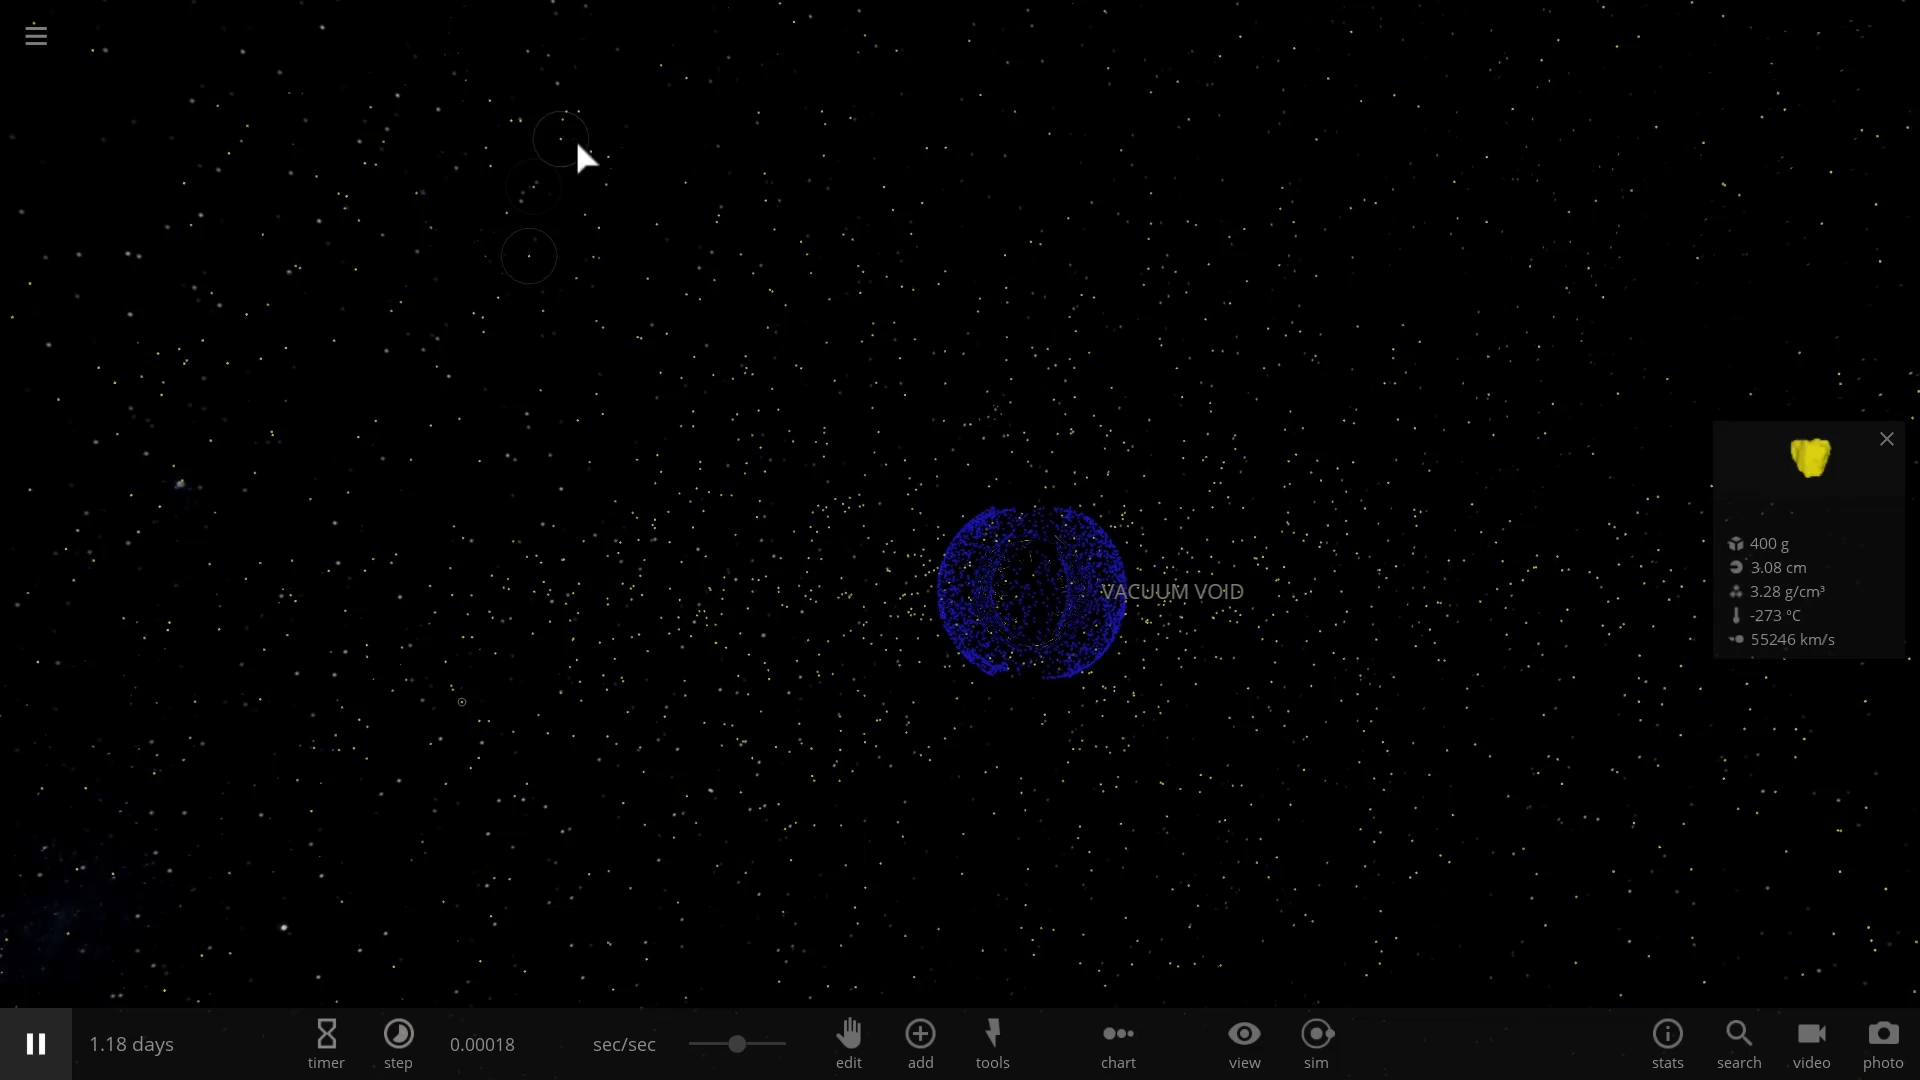 VACUUM VOID
400 g
3.08 cm
3.28 g/cm³
-273 °C
55246 km/s
1.18 days
timer
step
0.00018
sec/sec
edit
add
tools
chart
view
sim
stats
search
video
photo